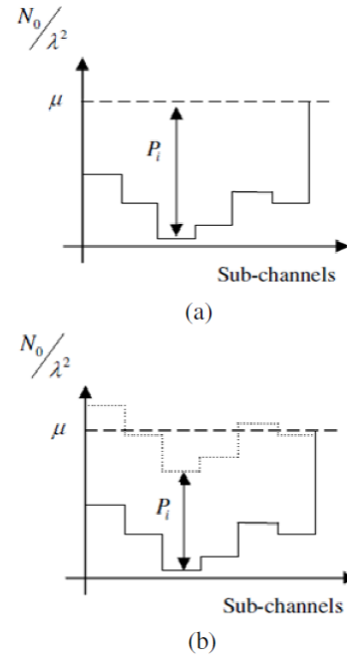 N₀/λ²
μ
Pᵢ
Sub-channels
(a)
N₀/λ²
μ
Pᵢ
Sub-channels
(b)